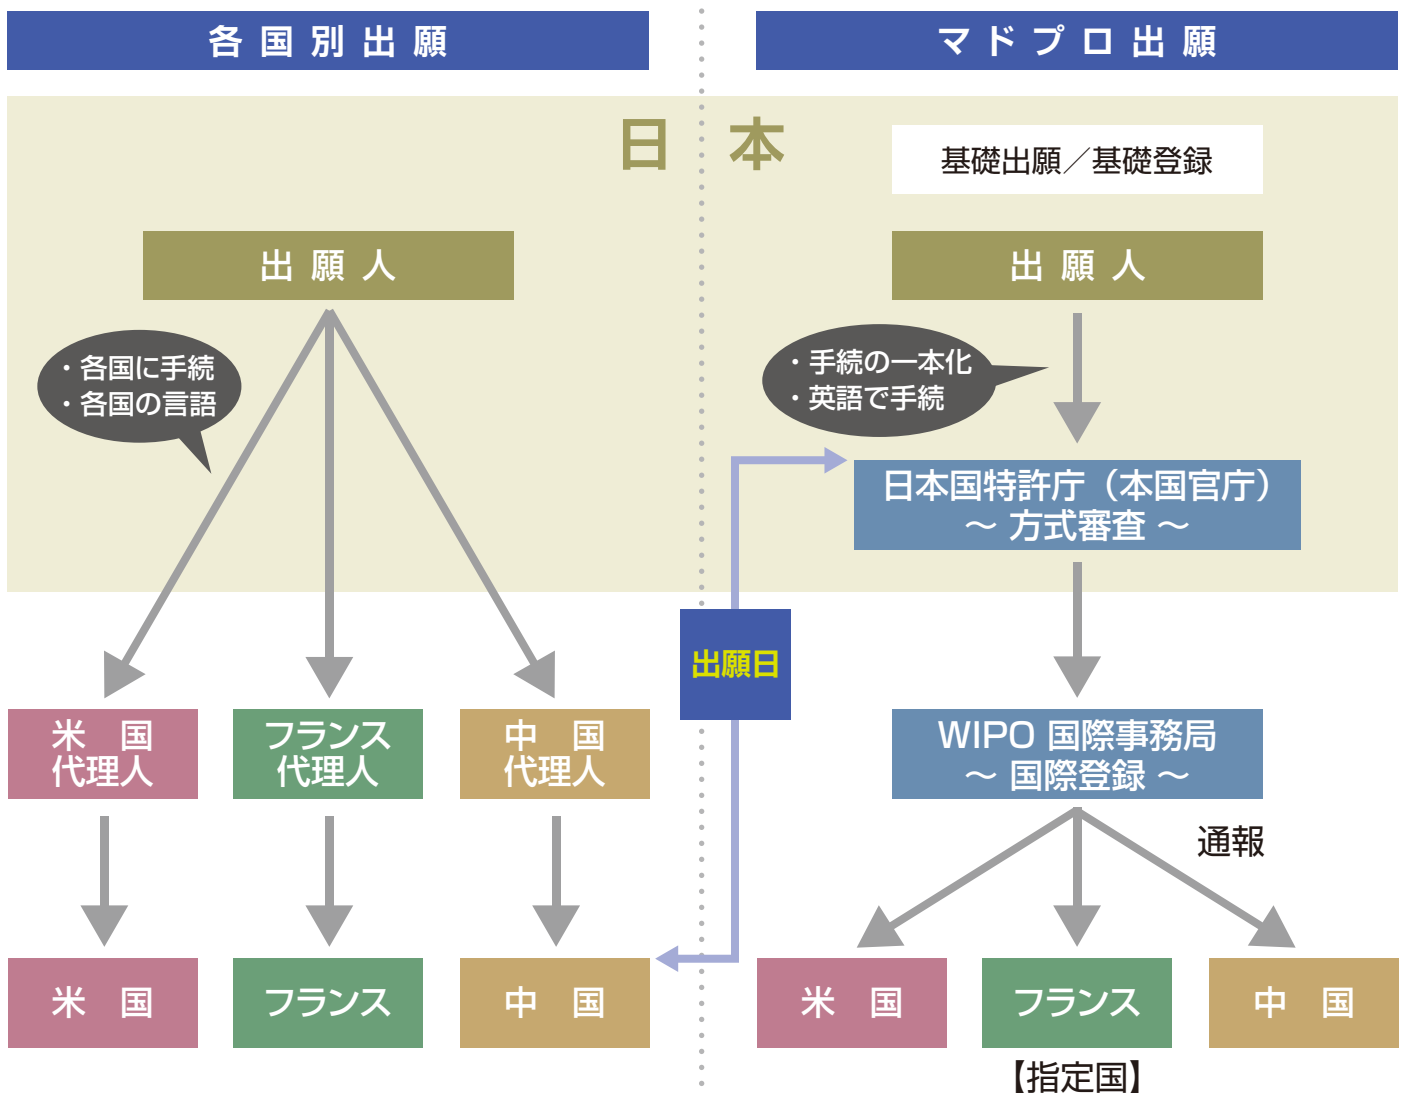 各国別出願
マドプロ出願
日本
基礎出願／基礎登録
出願人
出願人
・各国に手続
・各国の言語
・手続の一本化
・英語で手続
日本国特許庁（本国官庁）
～ 方式審査 ～
出願日
米　国
代理人
フランス
代理人
中　国
代理人
WIPO 国際事務局
～ 国際登録 ～
通報
米　国
フランス
中　国
米　国
フランス
中　国
【指定国】